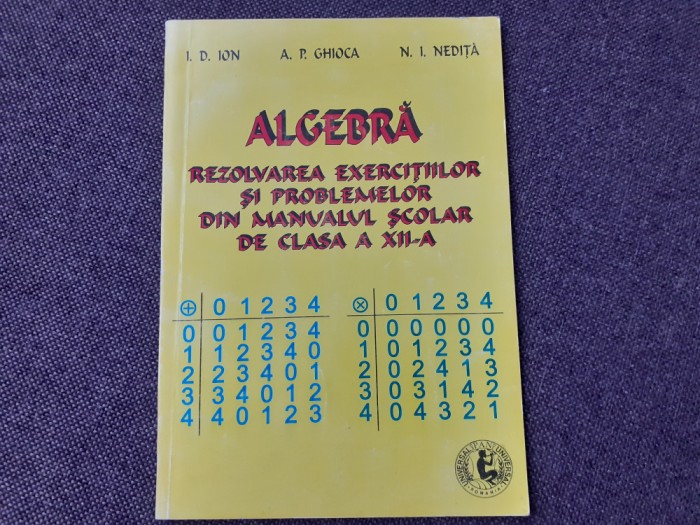 I. D. ION A. P. GHIOCA N. I. NEDIȚĂ
ALGEBRĂ
REZOLVAREA EXERCIȚIILOR
ȘI PROBLEMELOR
DIN MANUALUL ȘCOLAR
DE CLASA A XII-A
⊕ 0 1 2 3 4
0 0 1 2 3 4
1 1 2 3 4 0
2 2 3 4 0 1
3 3 4 0 1 2
4 4 0 1 2 3
⊗ 0 1 2 3 4
0 0 0 0 0 0
1 0 1 2 3 4
2 0 2 4 1 3
3 0 3 1 4 2
4 0 4 3 2 1
UNIVERSAL PAN UNIVERSAL
ROMANIA